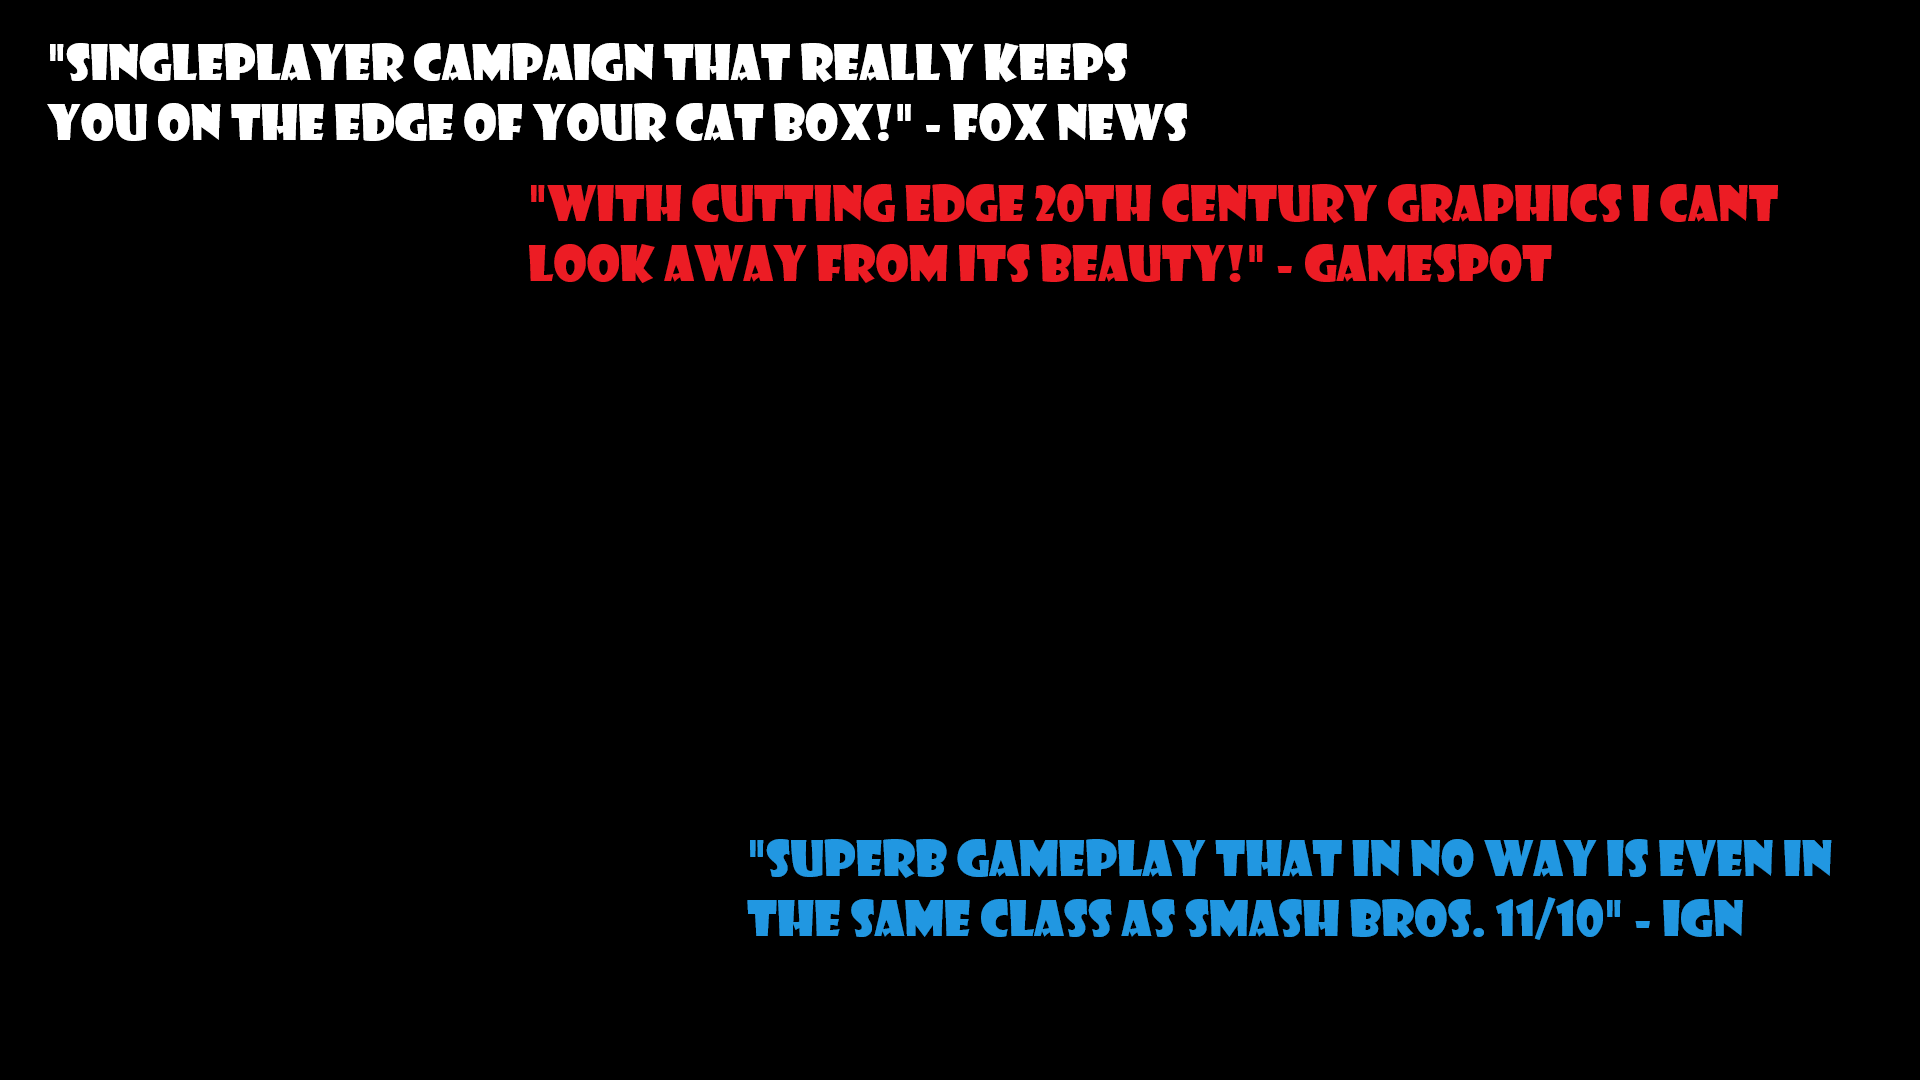 "SINGLEPLAYER CAMPAIGN THAT REALLY KEEPS
YOU ON THE EDGE OF YOUR CAT BOX!" - FOX NEWS
"WITH CUTTING EDGE 20TH CENTURY GRAPHICS I CANT
LOOK AWAY FROM ITS BEAUTY!" - GAMESPOT
"SUPERB GAMEPLAY THAT IN NO WAY IS EVEN IN
THE SAME CLASS AS SMASH BROS. 11/10" - IGN